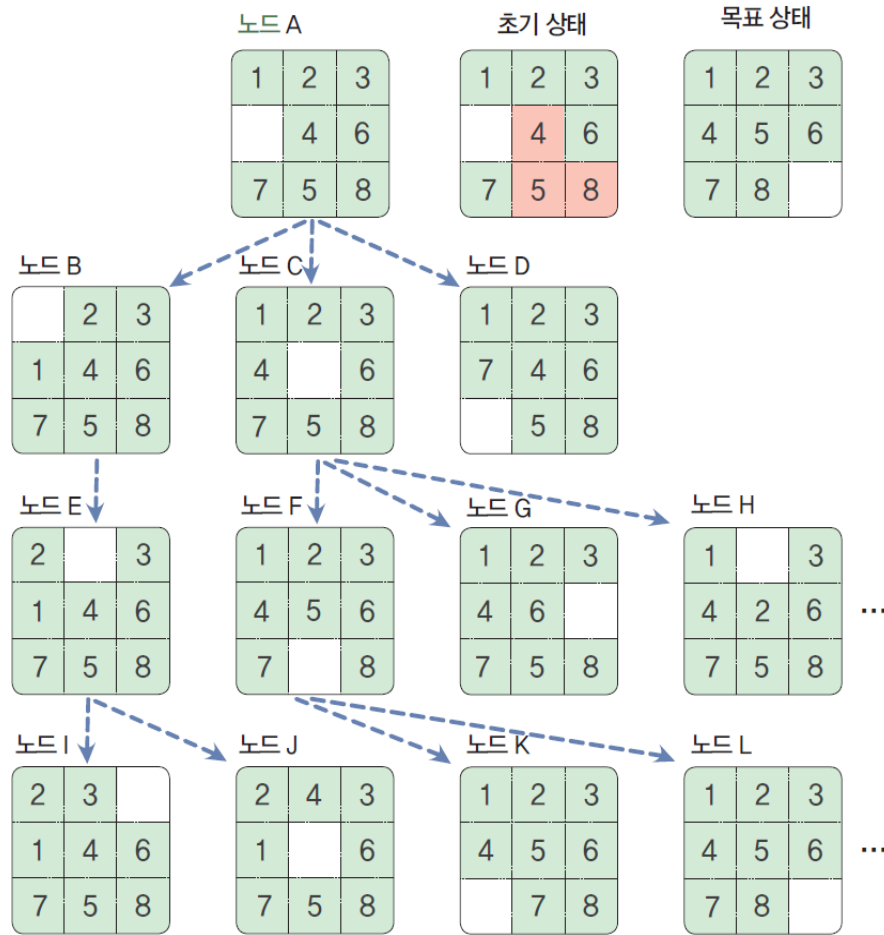 노드 A 초기 상태 목표 상태
1 2 3 1 2 3 1 2 3
4 6 4 6 4 5 6
7 5 8 7 5 8 7 8
노드 B 노드 C 노드 D
2 3 1 2 3 1 2 3
1 4 6 4 6 7 4 6
7 5 8 7 5 8 5 8
노드 E 노드 F 노드 G 노드 H
2 3 1 2 3 1 2 3 1 3
1 4 6 4 5 6 4 6 4 2 6 ...
7 5 8 7 8 7 5 8 7 5 8
노드 I 노드 J 노드 K 노드 L
2 3 2 4 3 1 2 3 1 2 3
1 4 6 1 6 4 5 6 4 5 6 ...
7 5 8 7 5 8 7 8 7 8